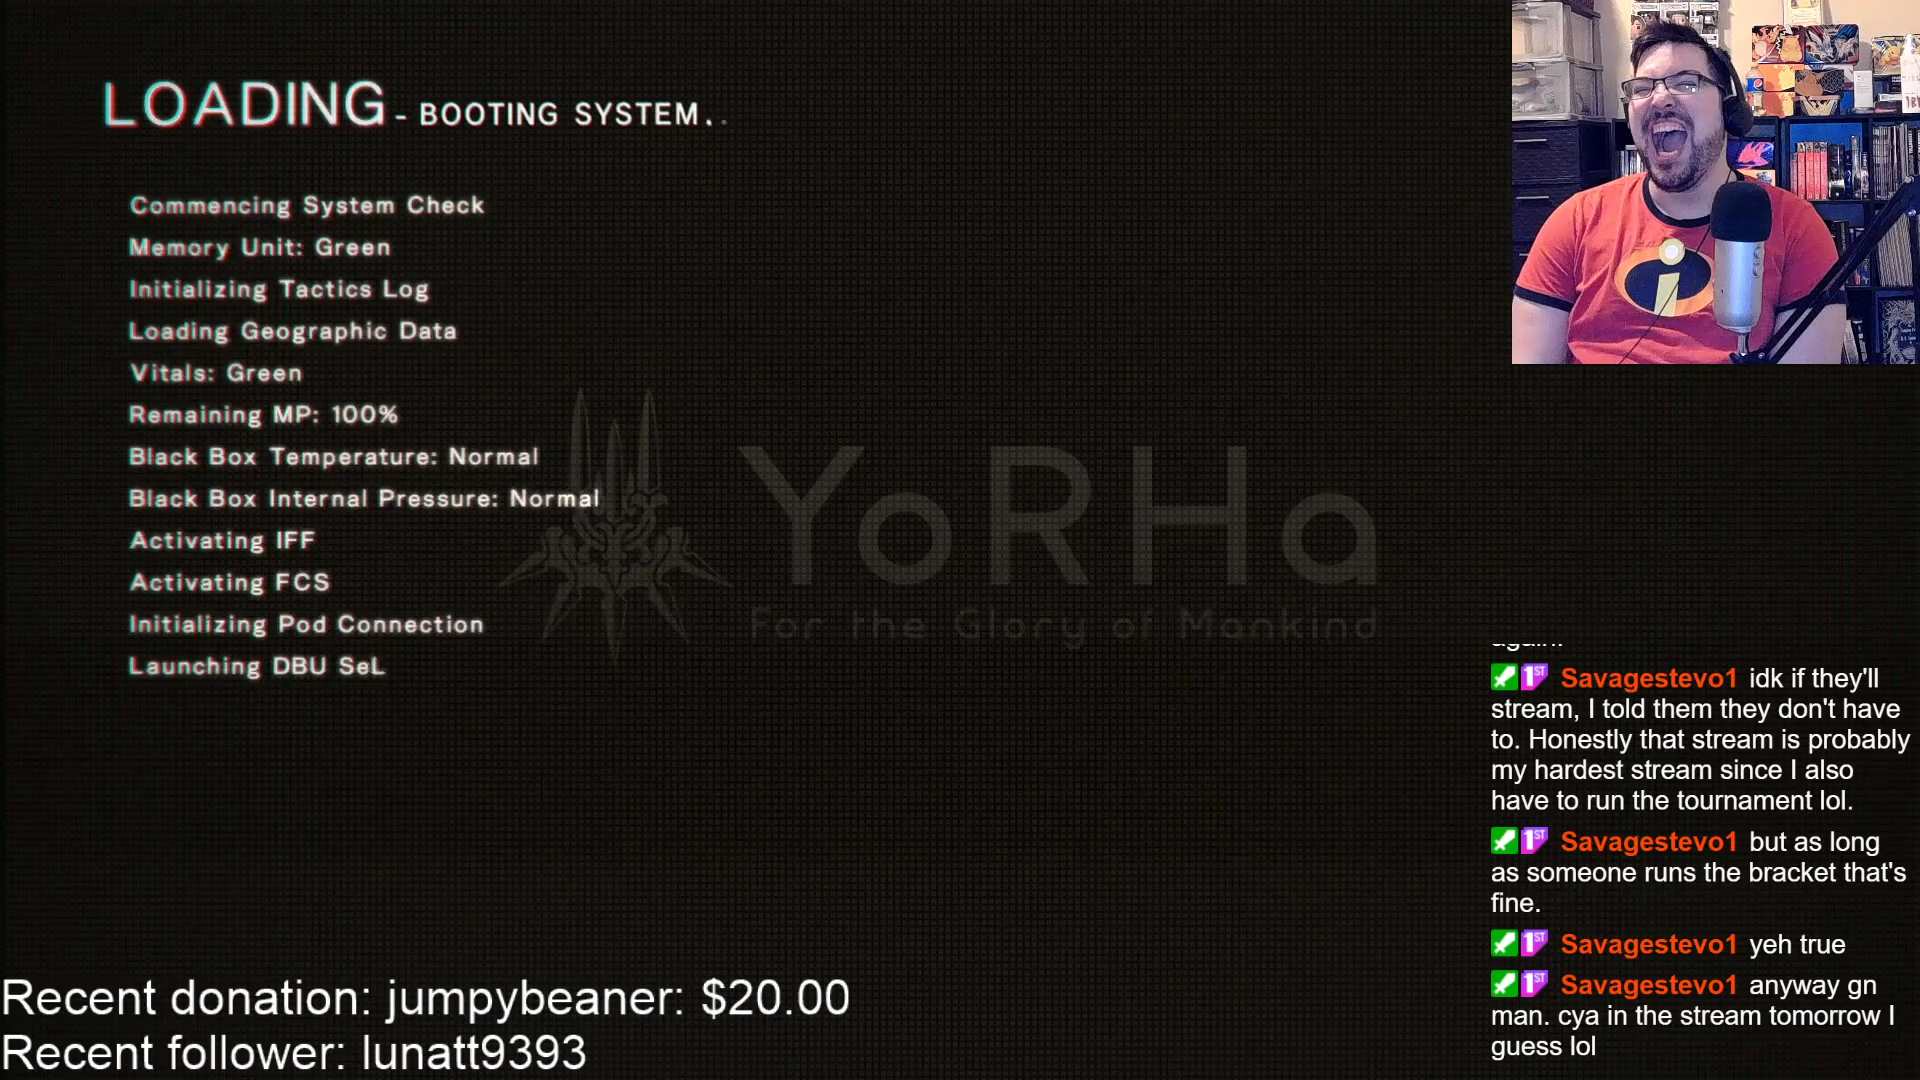 LOADING - BOOTING SYSTEM..
Commencing System Check
Memory Unit: Green
Initializing Tactics Log
Loading Geographic Data
Vitals: Green
Remaining MP: 100%
Black Box Temperature: Normal
Black Box Internal Pressure: Normal
Activating IFF
Activating FCS
Initializing Pod Connection
Launching DBU SeL
YoRHa
For the Glory of Mankind
again.
1ST Savagestevo1 idk if they'll
stream, I told them they don't have
to. Honestly that stream is probably
my hardest stream since I also
have to run the tournament lol.
1ST Savagestevo1 but as long
as someone runs the bracket that's
fine.
1ST Savagestevo1 yeh true
1ST Savagestevo1 anyway gn
man. cya in the stream tomorrow I
guess lol
Recent donation: jumpybeaner: $20.00
Recent follower: lunatt9393